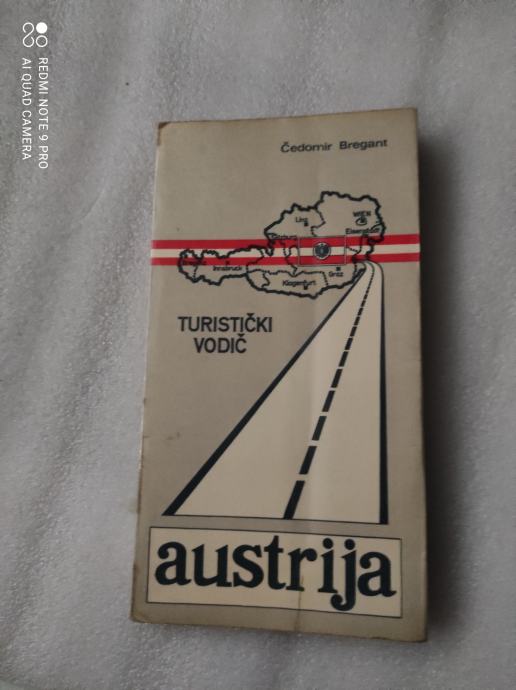 REDMI NOTE 9 PRO
AI QUAD CAMERA
Čedomir Bregant
Linz
WIEN
Eisenstadt
Salzburg
Bregenz
Innsbruck
Graz
Klagenfurt
TURISTIČKI
VODIČ
austrija